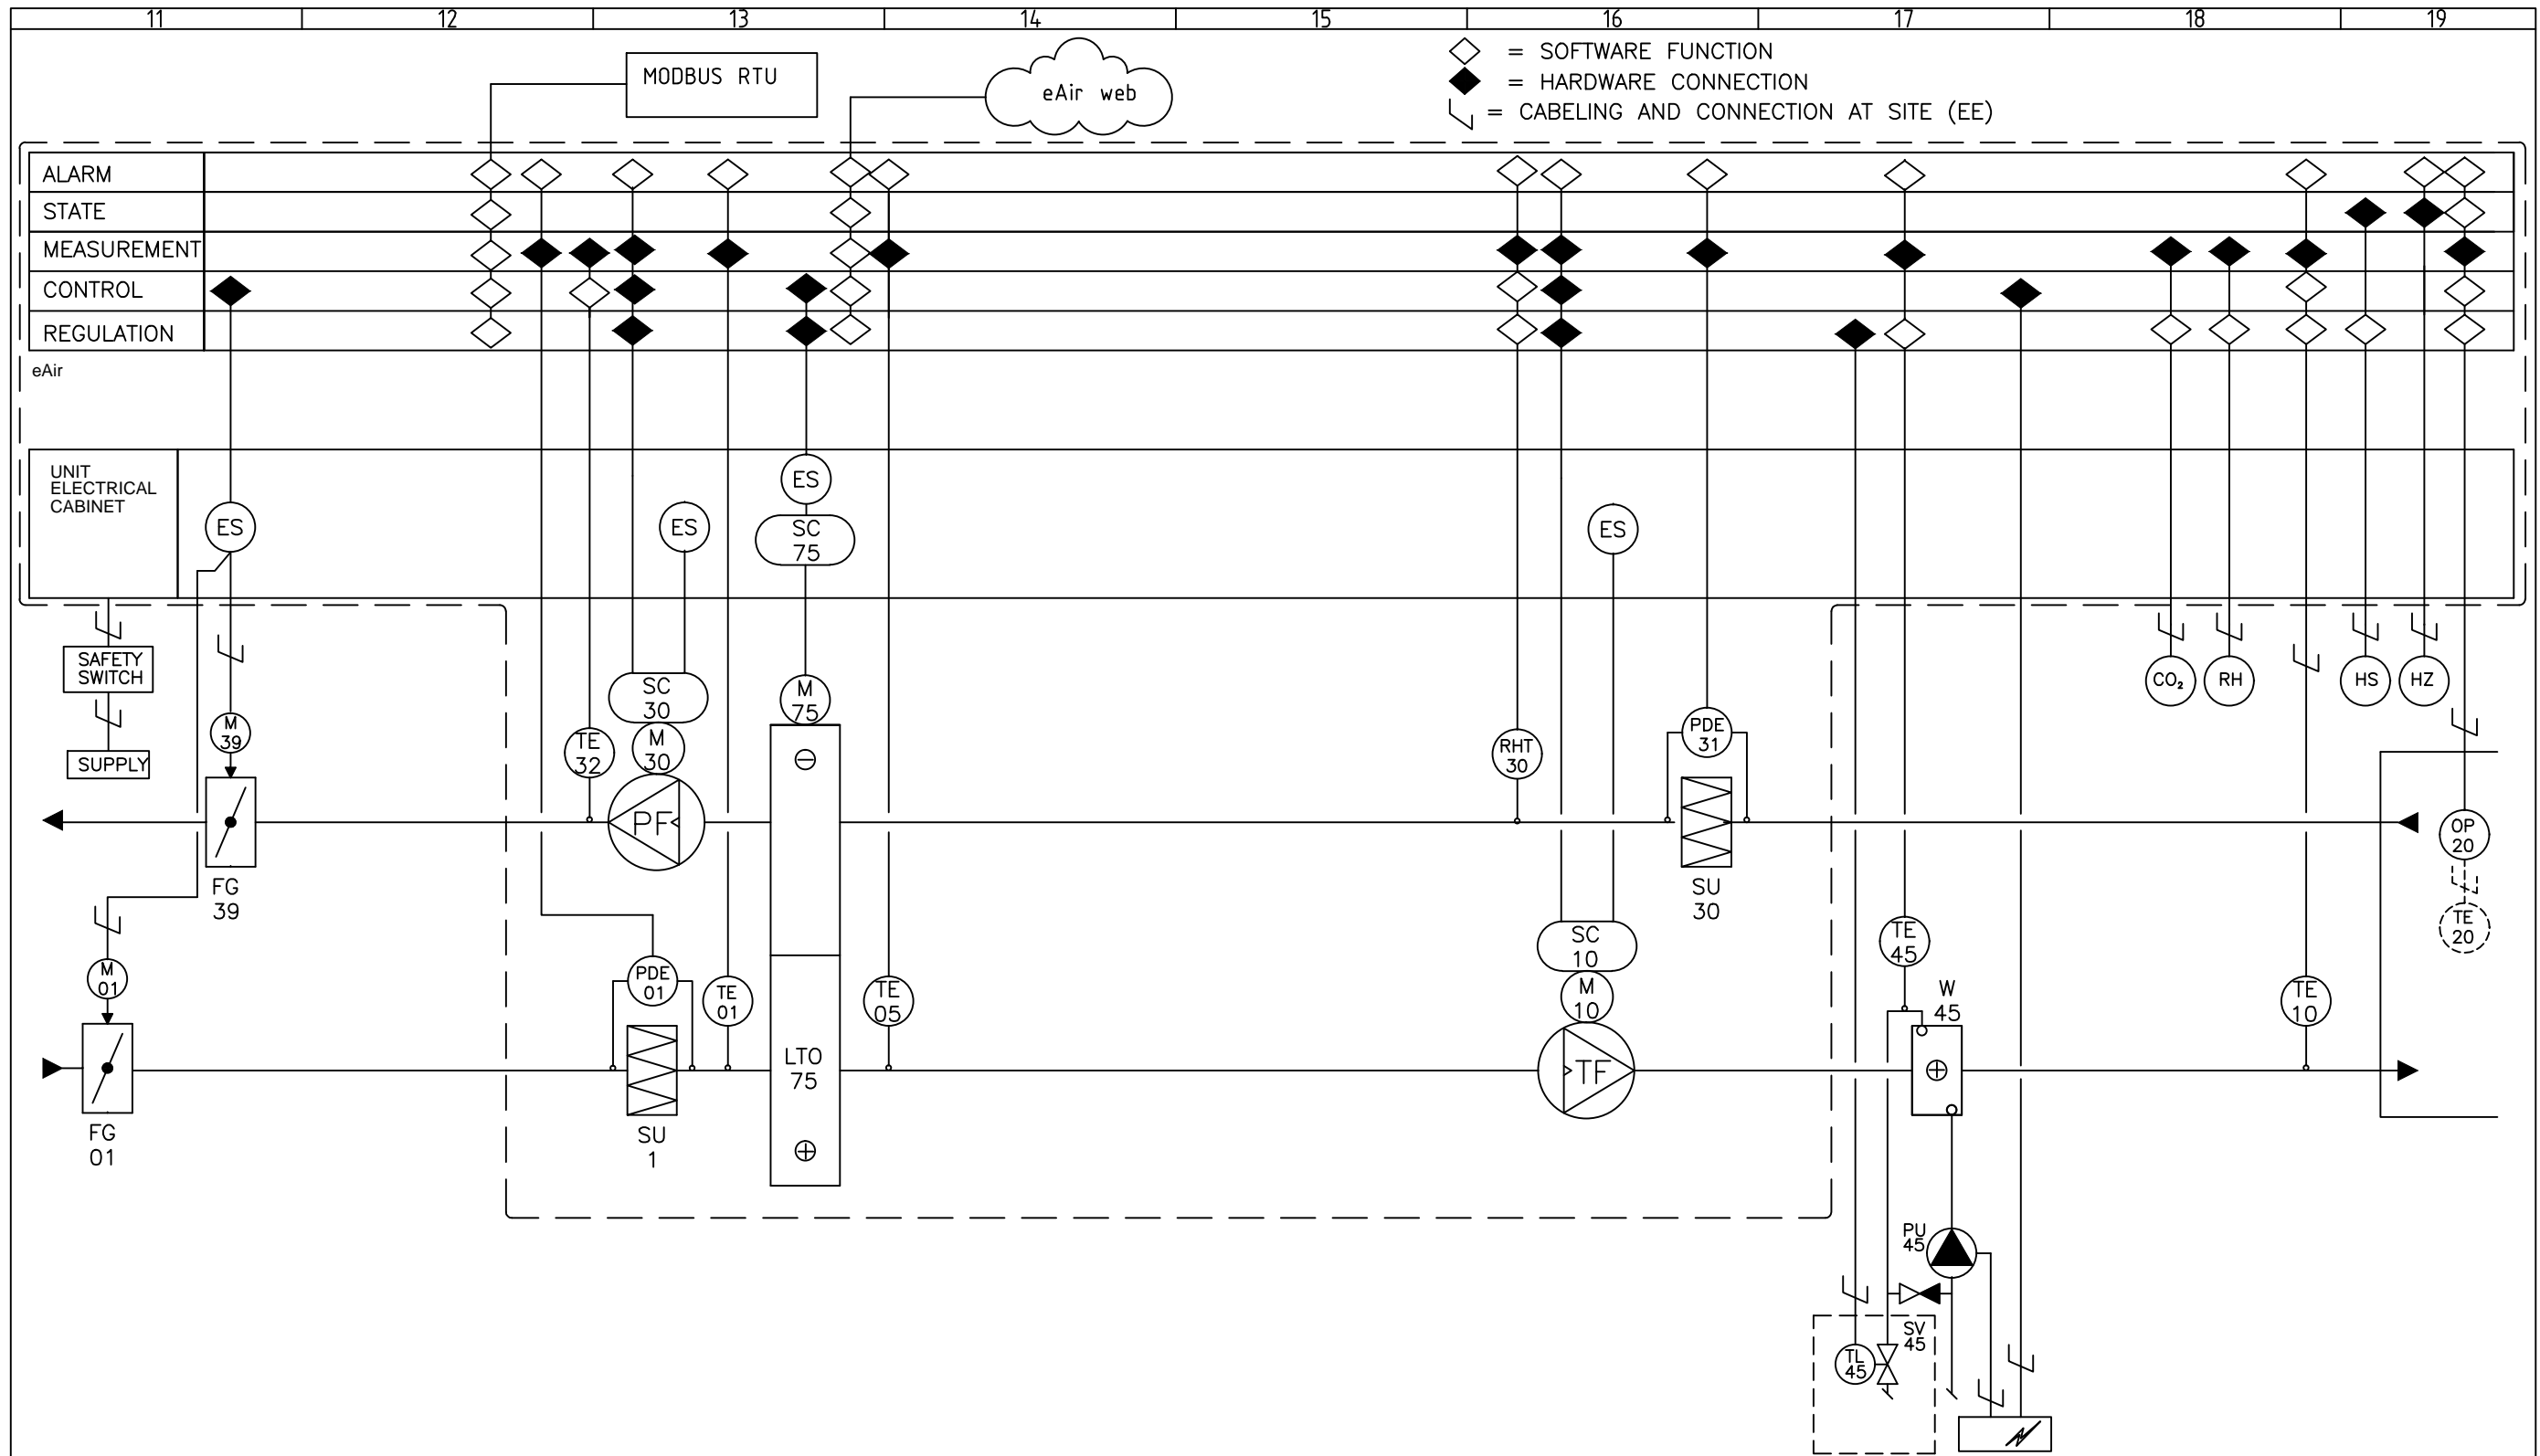 11 12 13 14 15 16 17 18 19
= SOFTWARE FUNCTION
MODBUS RTU
eAir web
= HARDWARE CONNECTION
= CABELING AND CONNECTION AT SITE (EE)
ALARM
STATE
MEASUREMENT
CONTROL
REGULATION
eAir
UNIT
ELECTRICAL
CABINET
ES
ES
ES
SC
75
ES
SAFETY
SWITCH
SUPPLY
M
39
TE
32
SC
30
M
30
M
75
RHT
30
PDE
31
CO₂
RH
HS
HZ
PF
OP
20
TE
20
FG
39
SU
30
M
01
PDE
01
TE
01
TE
05
SC
10
M
10
TE
45
W
45
TE
10
LTO
75
TF
FG
01
SU
1
PU
45
SV
45
TL
45